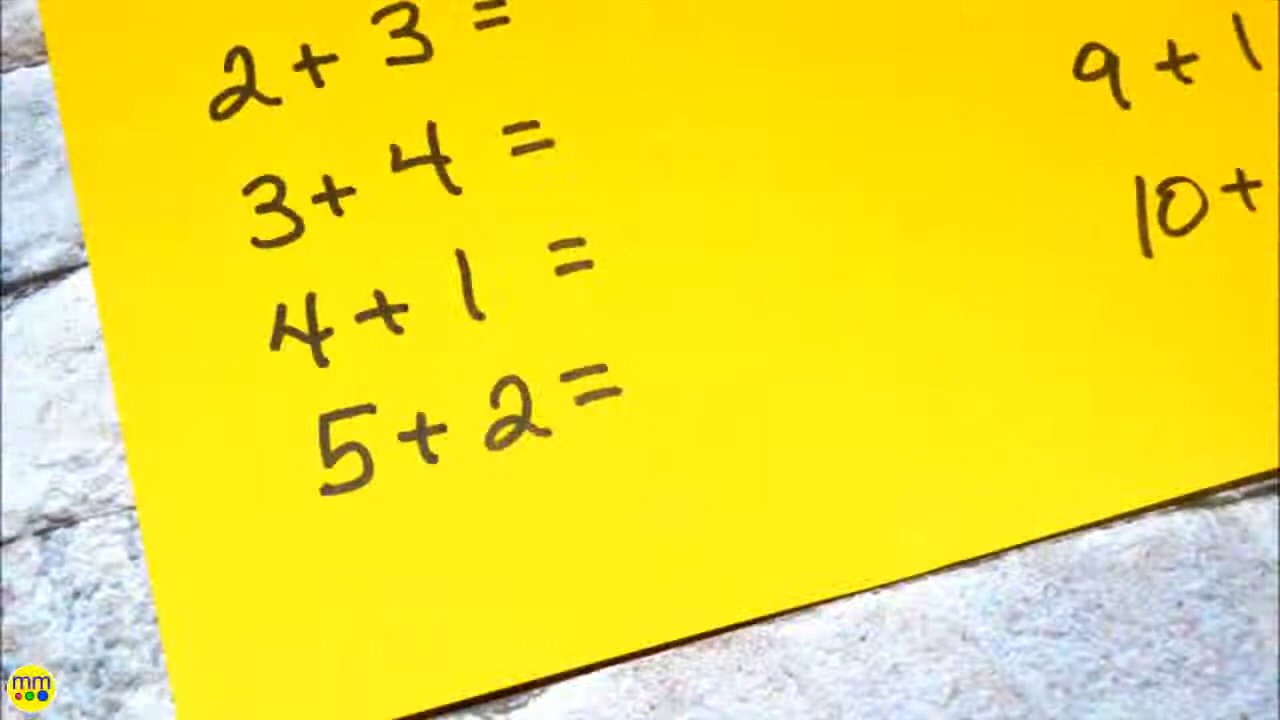 2 + 3 =
3 + 4 =
4 + 1 =
5 + 2 =
9 + 1
10 +
mm